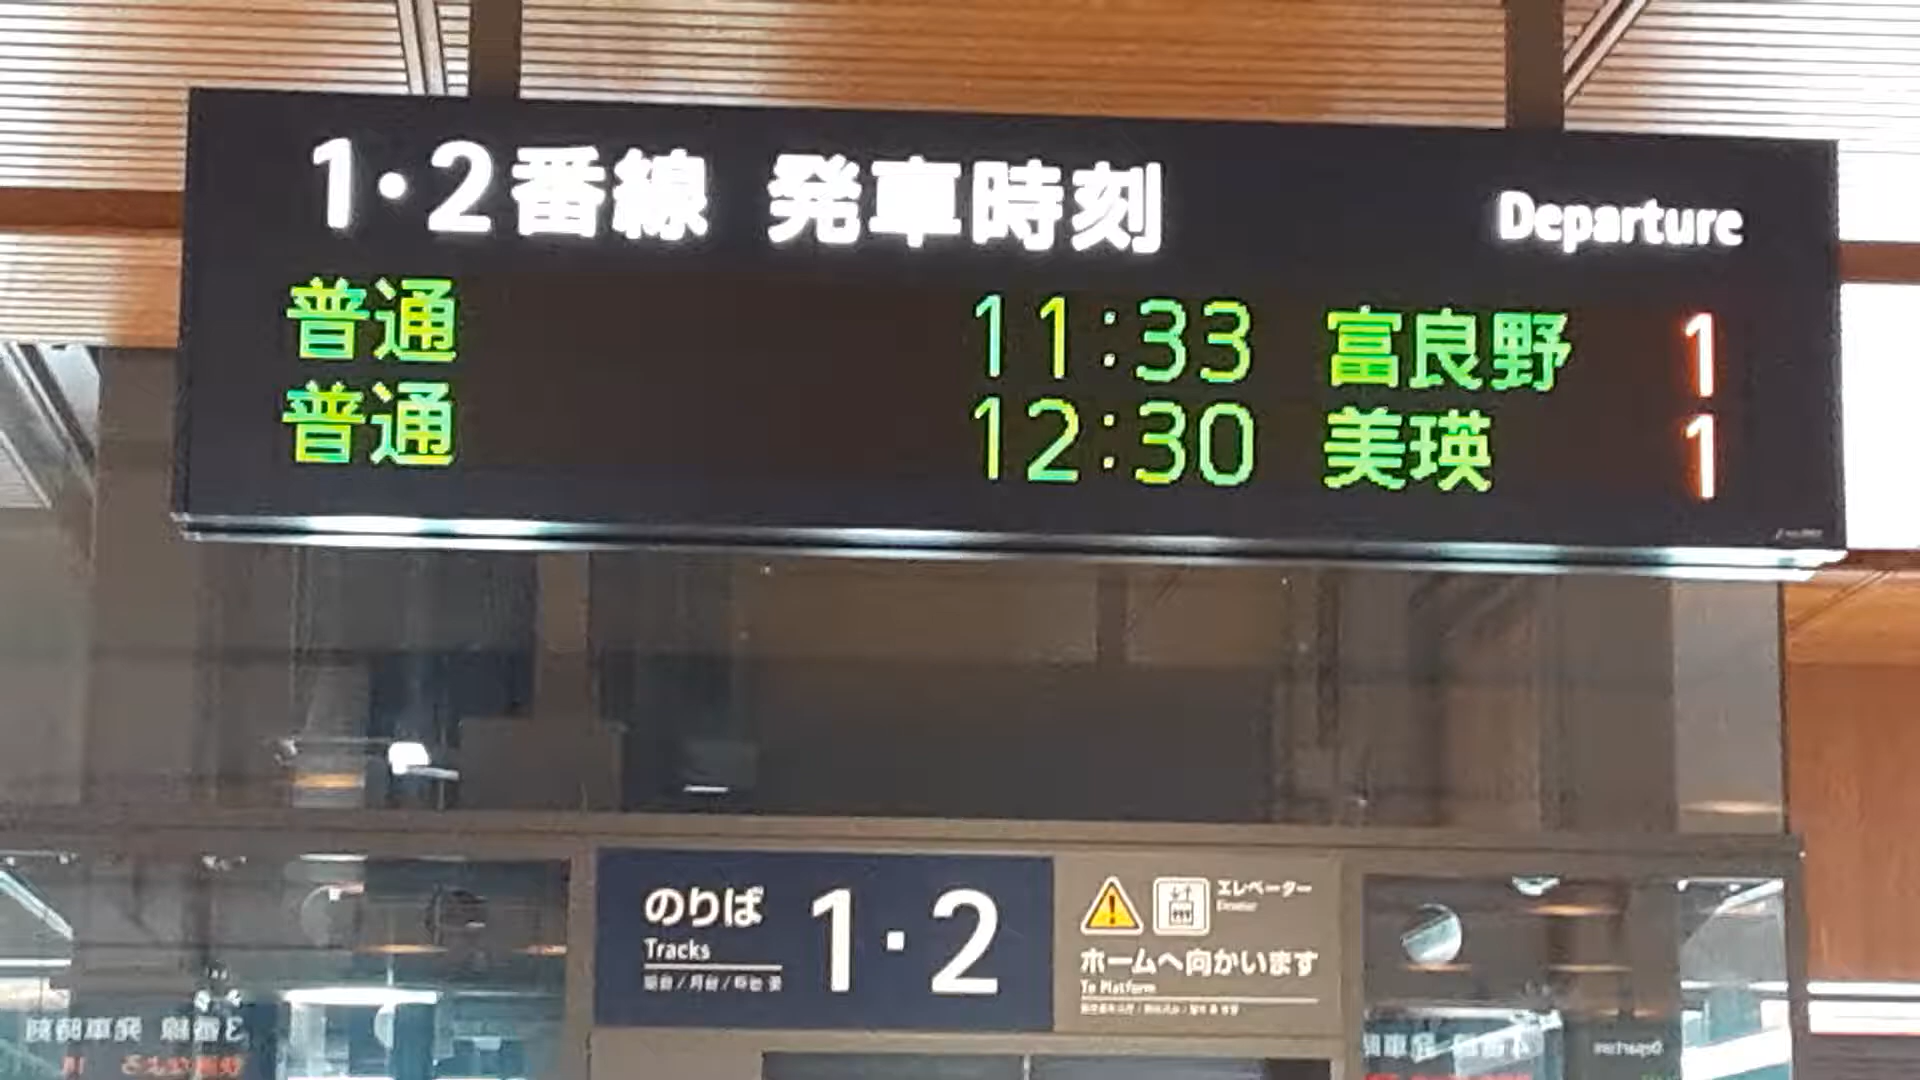 1・2番線 発車時刻 Departure
普通 11:33 富良野 1
普通 12:30 美瑛 1
のりば 1・2
Tracks
エレベーター
Elevator
ホームへ向かいます
To Platform